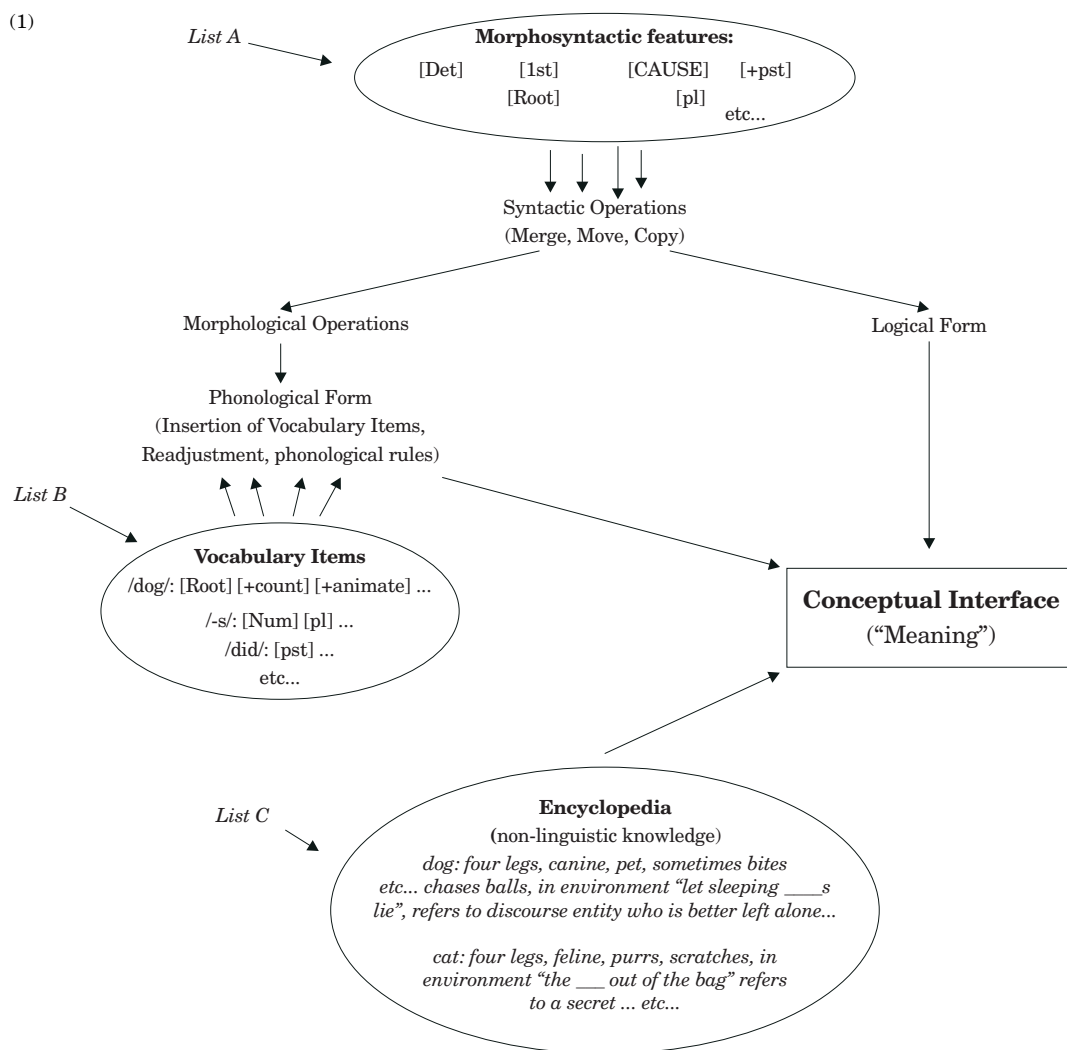 (1)
List A
Morphosyntactic features:
[Det] [1st] [CAUSE] [+pst]
[Root] [pl]
etc...
Syntactic Operations
(Merge, Move, Copy)
Morphological Operations
Logical Form
Phonological Form
(Insertion of Vocabulary Items,
Readjustment, phonological rules)
List B
Vocabulary Items
/dog/: [Root] [+count] [+animate] ...
/-s/: [Num] [pl] ...
/did/: [pst] ...
etc...
Conceptual Interface
(“Meaning”)
List C
Encyclopedia
(non-linguistic knowledge)
dog: four legs, canine, pet, sometimes bites
etc... chases balls, in environment “let sleeping ____s
lie”, refers to discourse entity who is better left alone...
cat: four legs, feline, purrs, scratches, in
environment “the ___ out of the bag” refers
to a secret ... etc...